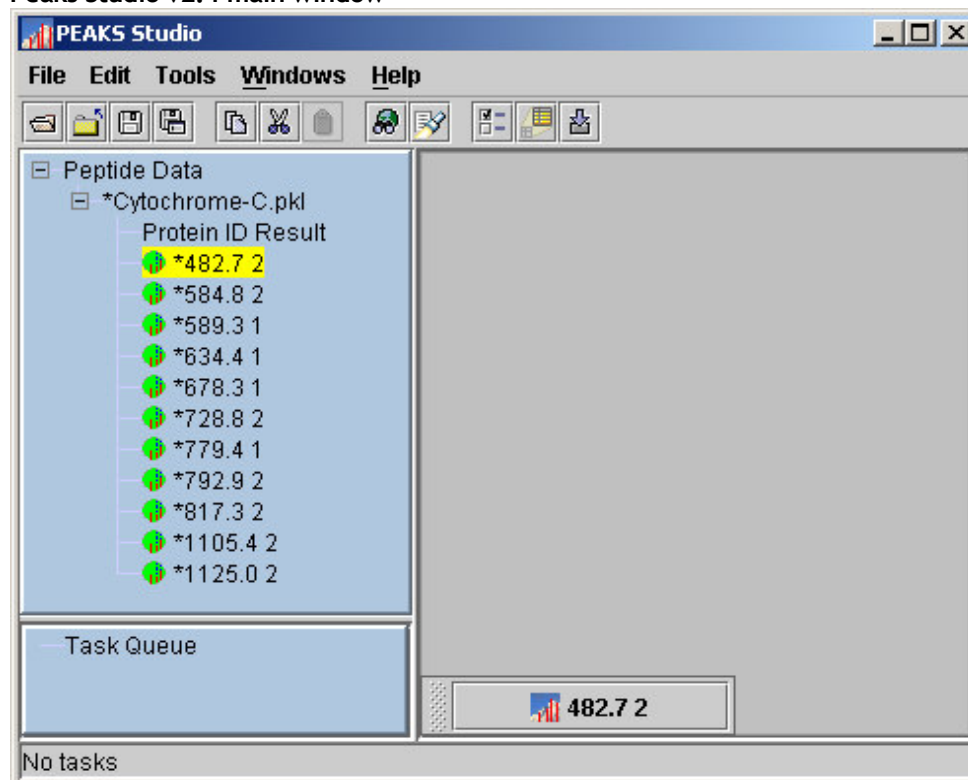 PEAKS Studio
File Edit Tools Windows Help
Peptide Data
*Cytochrome-C.pkl
Protein ID Result
*482.7 2
*584.8 2
*589.3 1
*634.4 1
*678.3 1
*728.8 2
*779.4 1
*792.9 2
*817.3 2
*1105.4 2
*1125.0 2
Task Queue
482.7 2
No tasks